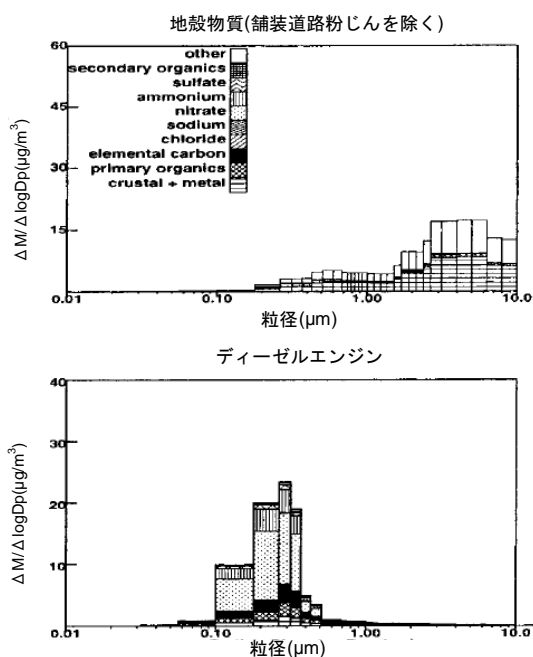 地殻物質(舗装道路粉じんを除く)
60
45
30
15
ΔM/ΔlogDp(μg/m³)
other
secondary organics
sulfate
ammonium
nitrate
sodium
chloride
elemental carbon
primary organics
crustal + metal
0.01
0.10
1.00
10.0
粒径(μm)
ディーゼルエンジン
40
30
20
10
ΔM/ΔlogDp(μg/m³)
0.01
0.10
1.00
10.0
粒径(μm)